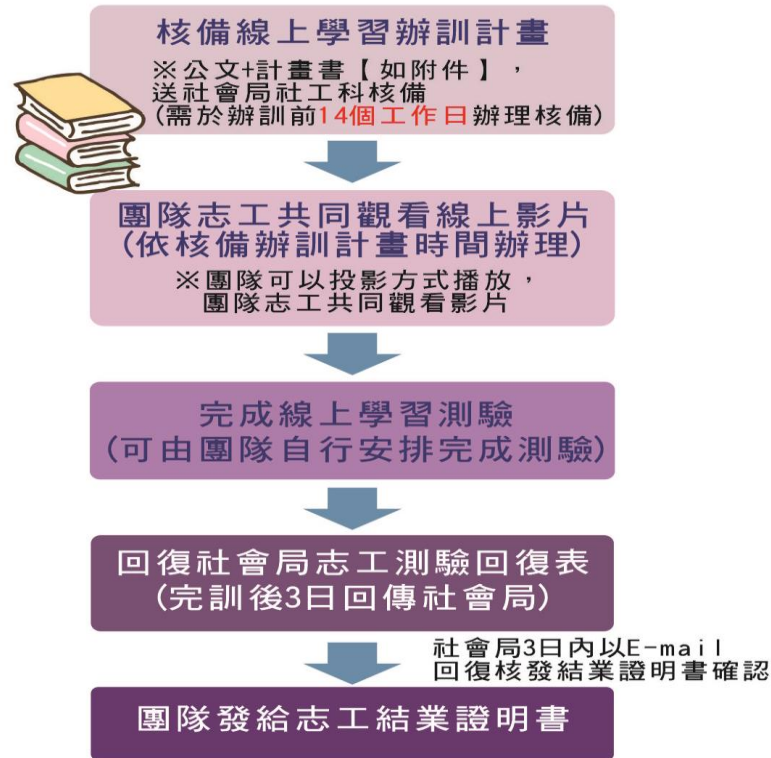 核備線上學習辦訓計畫
※公文+計畫書【如附件】，
送社會局社工科核備
(需於辦訓前14個工作日辦理核備)
團隊志工共同觀看線上影片
(依核備辦訓計畫時間辦理)
※團隊可以投影方式播放，
團隊志工共同觀看影片
完成線上學習測驗
(可由團隊自行安排完成測驗)
回復社會局志工測驗回復表
(完訓後3日回傳社會局)
社會局3日內以E-mail
回復核發結業證明書確認
團隊發給志工結業證明書